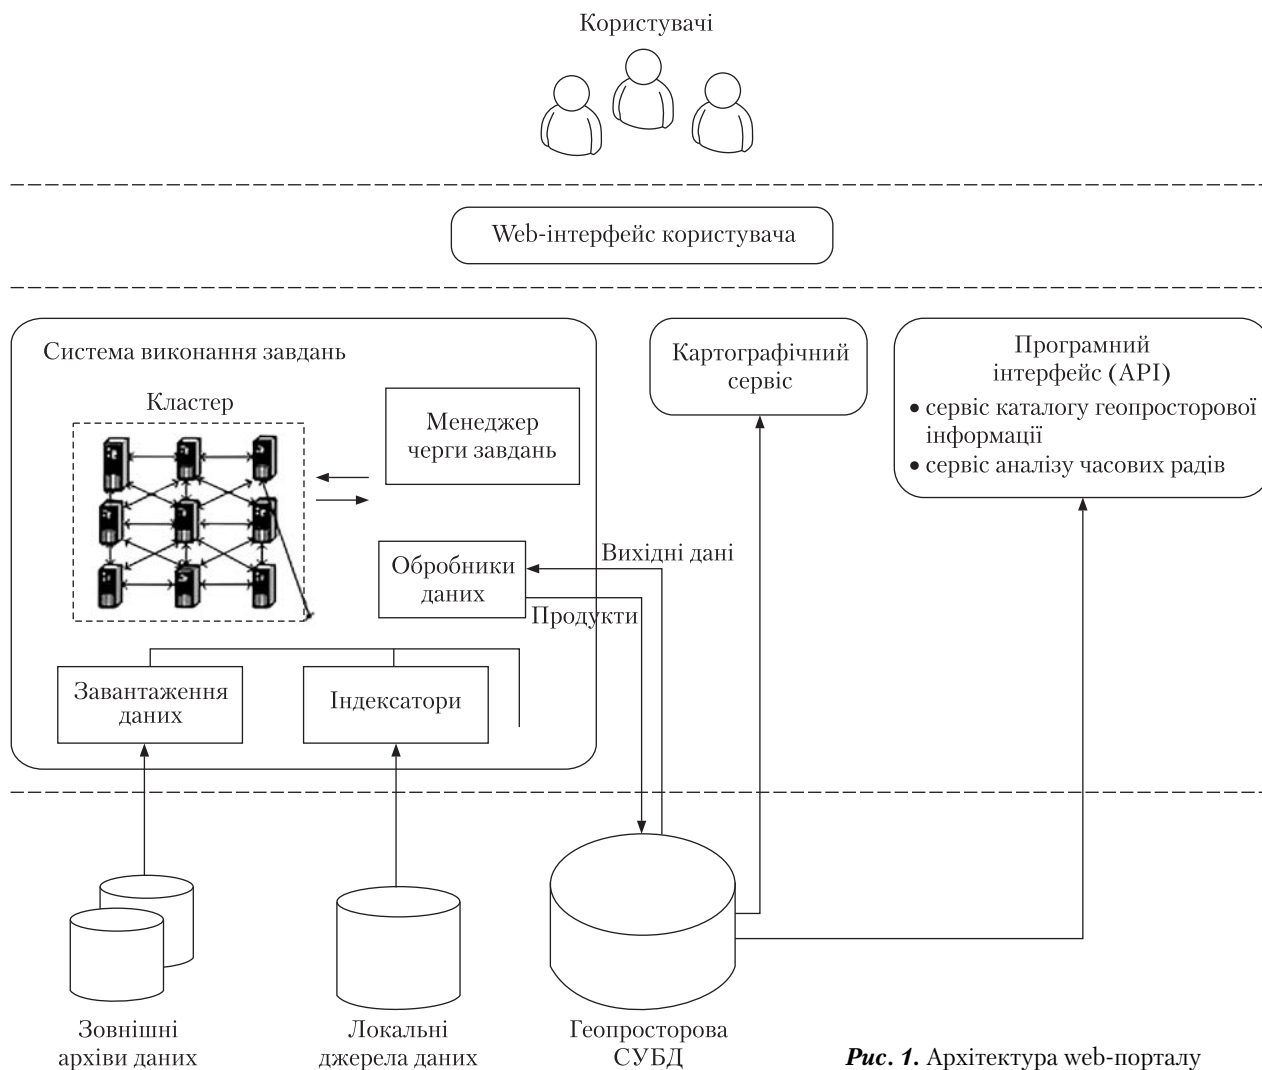 Користувачі
Web-інтерфейс користувача
Система виконання завдань
Кластер
Менеджер
черги завдань
Обробники
даних
Вихідні дані
Продукти
Завантаження
даних
Індексатори
Картографічний
сервіс
Програмний
інтерфейс (API)
• сервіс каталогу геопросторової
інформації
• сервіс аналізу часових радів
Зовнішні
архіви даних
Локальні
джерела даних
Геопросторова
СУБД
Рис. 1. Архітектура web-порталу